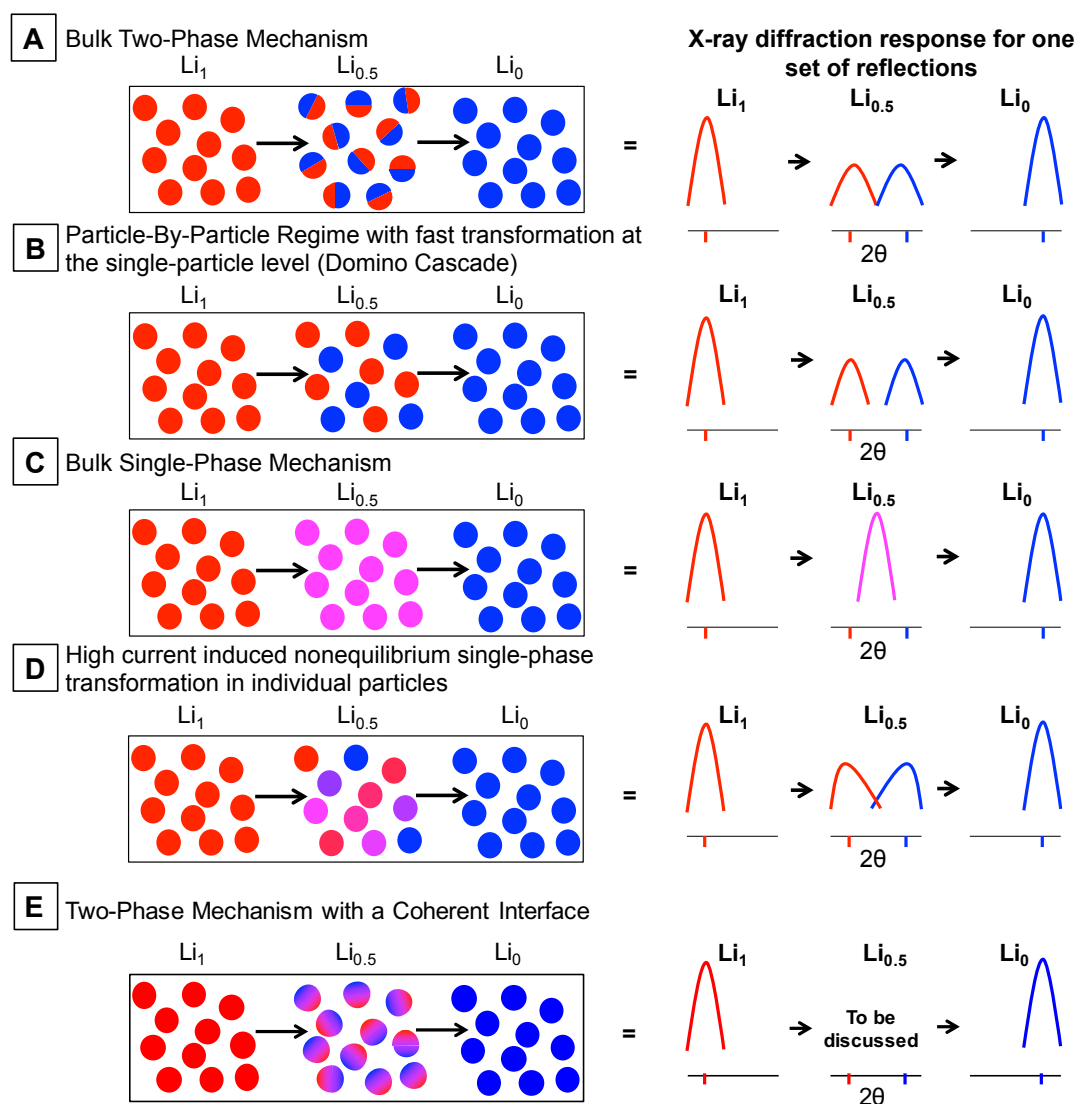 A Bulk Two-Phase Mechanism
X-ray diffraction response for one
set of reflections
Li₁ Li₀.₅ Li₀
Li₁ Li₀.₅ Li₀
=
2θ
B Particle-By-Particle Regime with fast transformation at
the single-particle level (Domino Cascade)
Li₁ Li₀.₅ Li₀
Li₁ Li₀.₅ Li₀
=
2θ
C Bulk Single-Phase Mechanism
Li₁ Li₀.₅ Li₀
Li₁ Li₀.₅ Li₀
=
2θ
D High current induced nonequilibrium single-phase
transformation in individual particles
Li₁ Li₀.₅ Li₀
Li₁ Li₀.₅ Li₀
=
2θ
E Two-Phase Mechanism with a Coherent Interface
Li₁ Li₀.₅ Li₀
Li₁ Li₀.₅ Li₀
=
To be
discussed
2θ